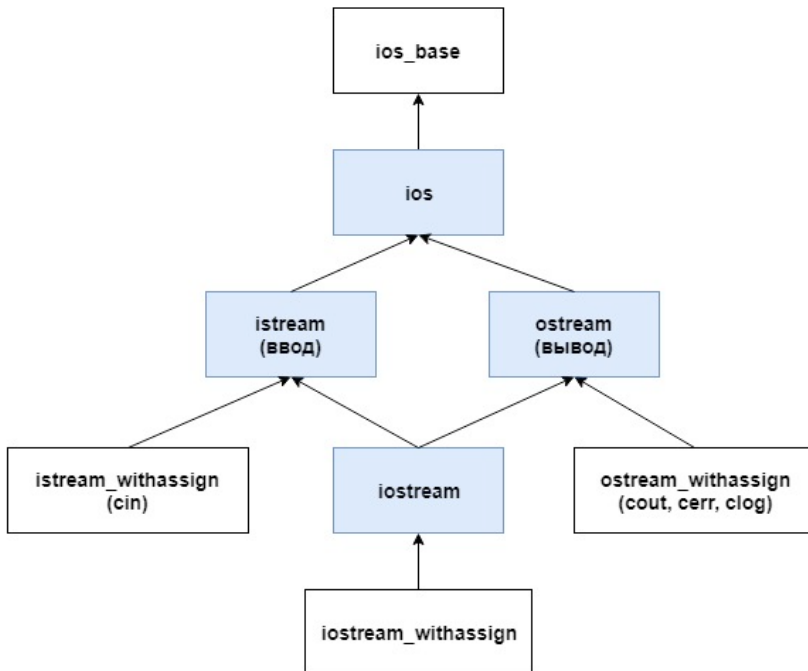 ios_base
ios
istream
(ввод)
ostream
(вывод)
istream_withassign
(cin)
iostream
ostream_withassign
(cout, cerr, clog)
iostream_withassign